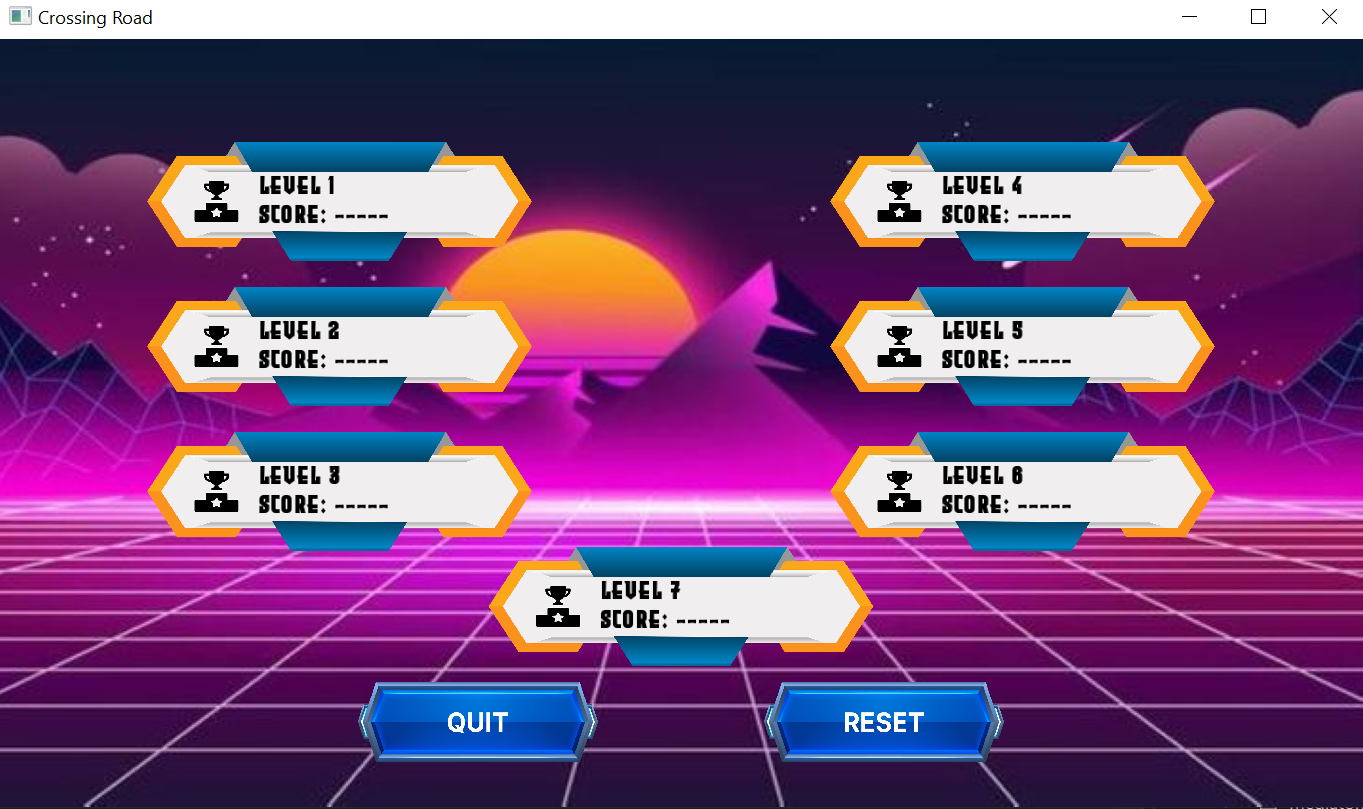 Crossing Road
LEVEL 1
SCORE: -----
LEVEL 2
SCORE: -----
LEVEL 3
SCORE: -----
LEVEL 4
SCORE: -----
LEVEL 5
SCORE: -----
LEVEL 6
SCORE: -----
LEVEL 7
SCORE: -----
QUIT
RESET